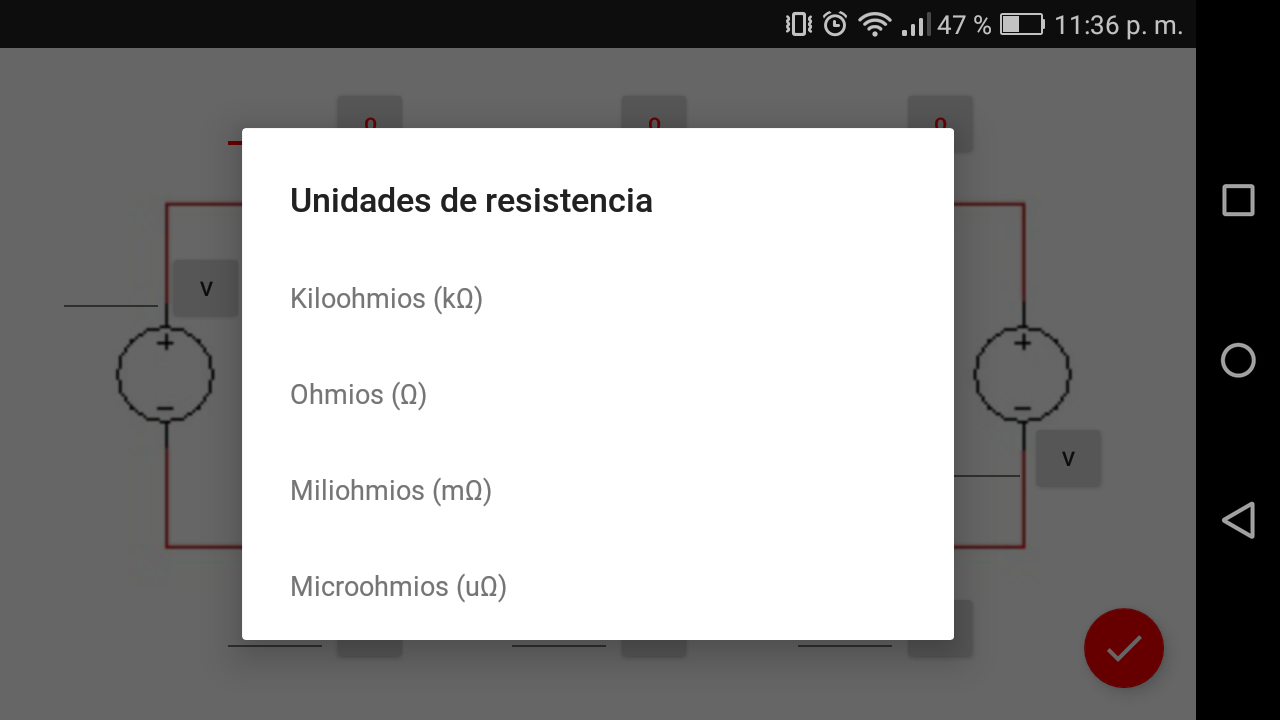 47 % 11:36 p. m.
Unidades de resistencia
Kiloohmios (kΩ)
V
Ohmios (Ω)
V
Miliohmios (mΩ)
Microohmios (uΩ)